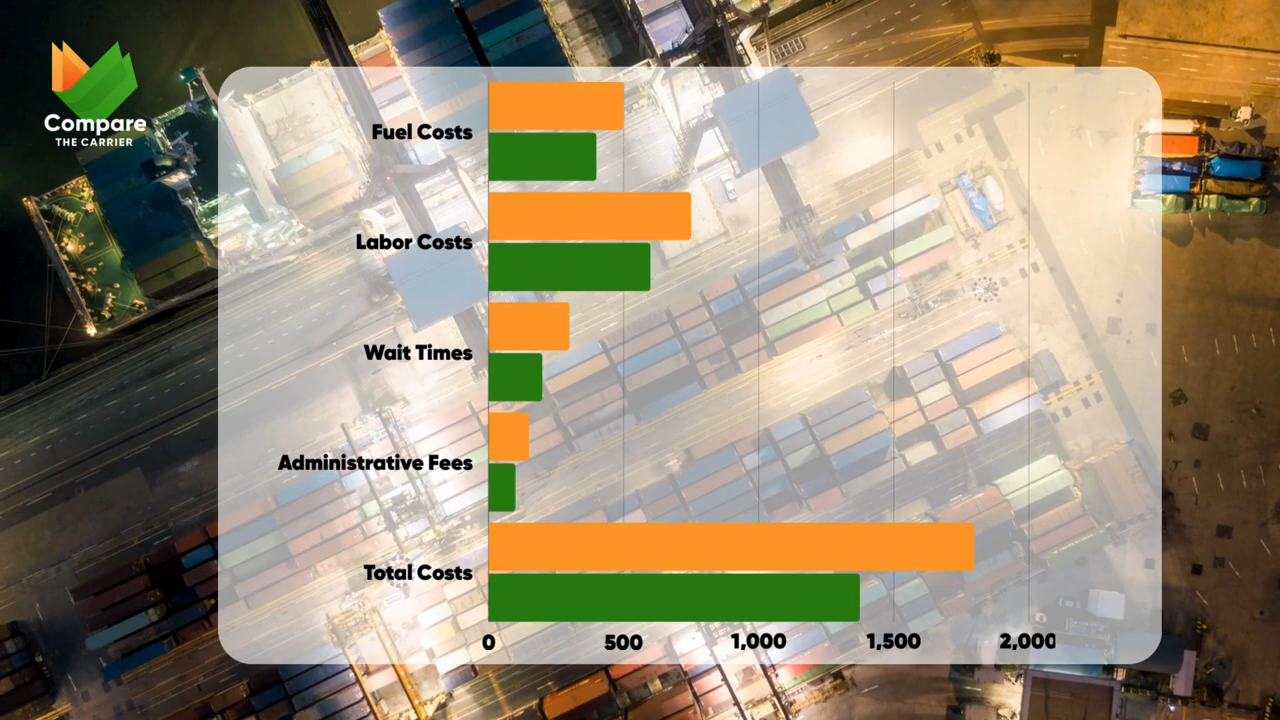 Compare
THE CARRIER
Fuel Costs
Labor Costs
Wait Times
Administrative Fees
Total Costs
0 500 1,000 1,500 2,000